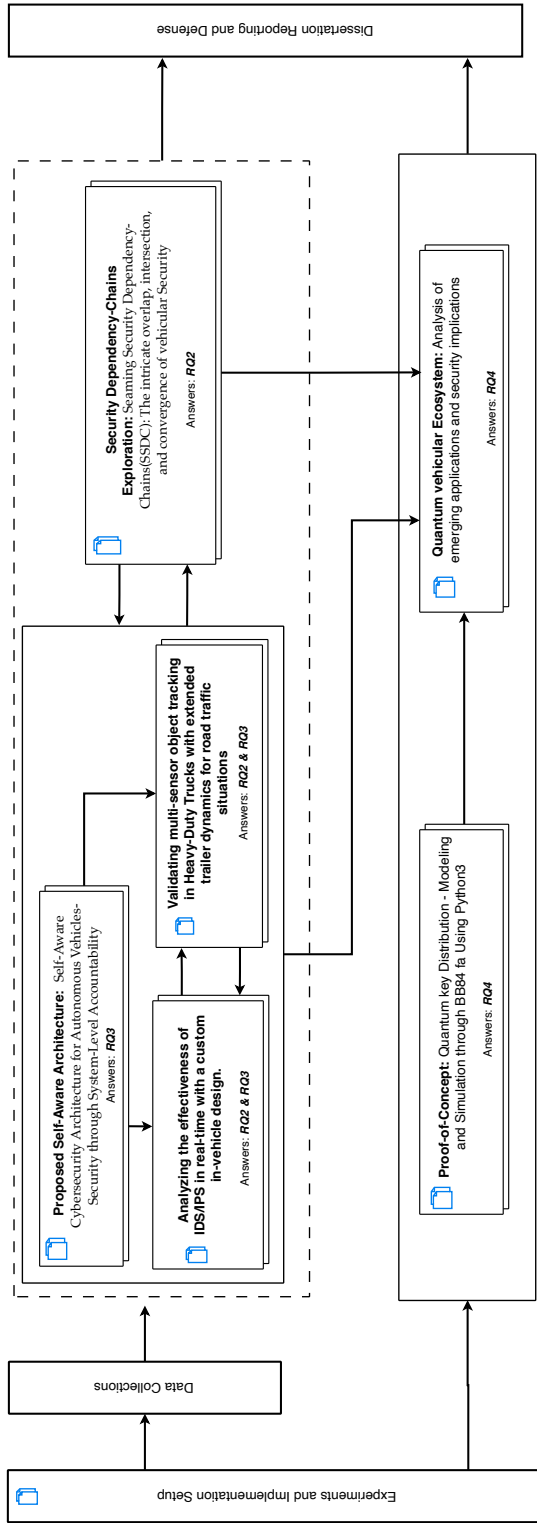 Experiments and Implementation Setup
Data Collections
Proposed Self-Aware Architecture: Self-Aware
Cybersecurity Architecture for Autonomous Vehicles-
Security through System-Level Accountability
Answers: RQ3
Analyzing the effectiveness of
IDS/IPS in real-time with a custom
in-vehicle design.
Answers: RQ2 & RQ3
Validating multi-sensor object tracking
in Heavy-Duty Trucks with extended
trailer dynamics for road traffic
situations
Answers: RQ2 & RQ3
Security Dependency-Chains
Exploration: Seaming Security Dependency-
Chains(SSDC): The intricate overlap, intersection,
and convergence of vehicular Security
Answers: RQ2
Proof-of-Concept: Quantum key Distribution - Modeling
and Simulation through BB84 fa Using Python3
Answers: RQ4
Quantum vehicular Ecosystem: Analysis of
emerging applications and security implications
Answers: RQ4
Dissertation Reporting and Defense